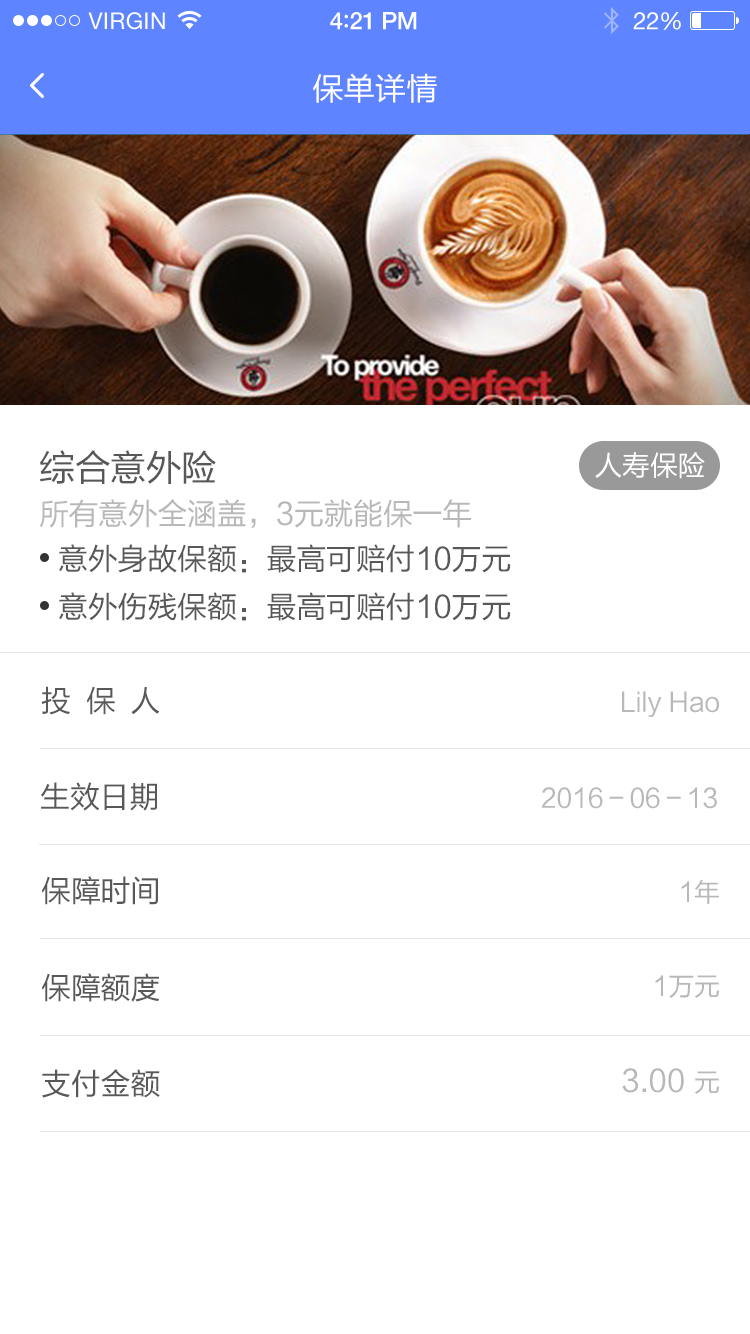 VIRGIN
4:21 PM
22%
保单详情
To provide
the perfect
综合意外险
人寿保险
所有意外全涵盖，3元就能保一年
• 意外身故保额：最高可赔付10万元
• 意外伤残保额：最高可赔付10万元
投 保 人
Lily Hao
生效日期
2016-06-13
保障时间
1年
保障额度
1万元
支付金额
3.00 元